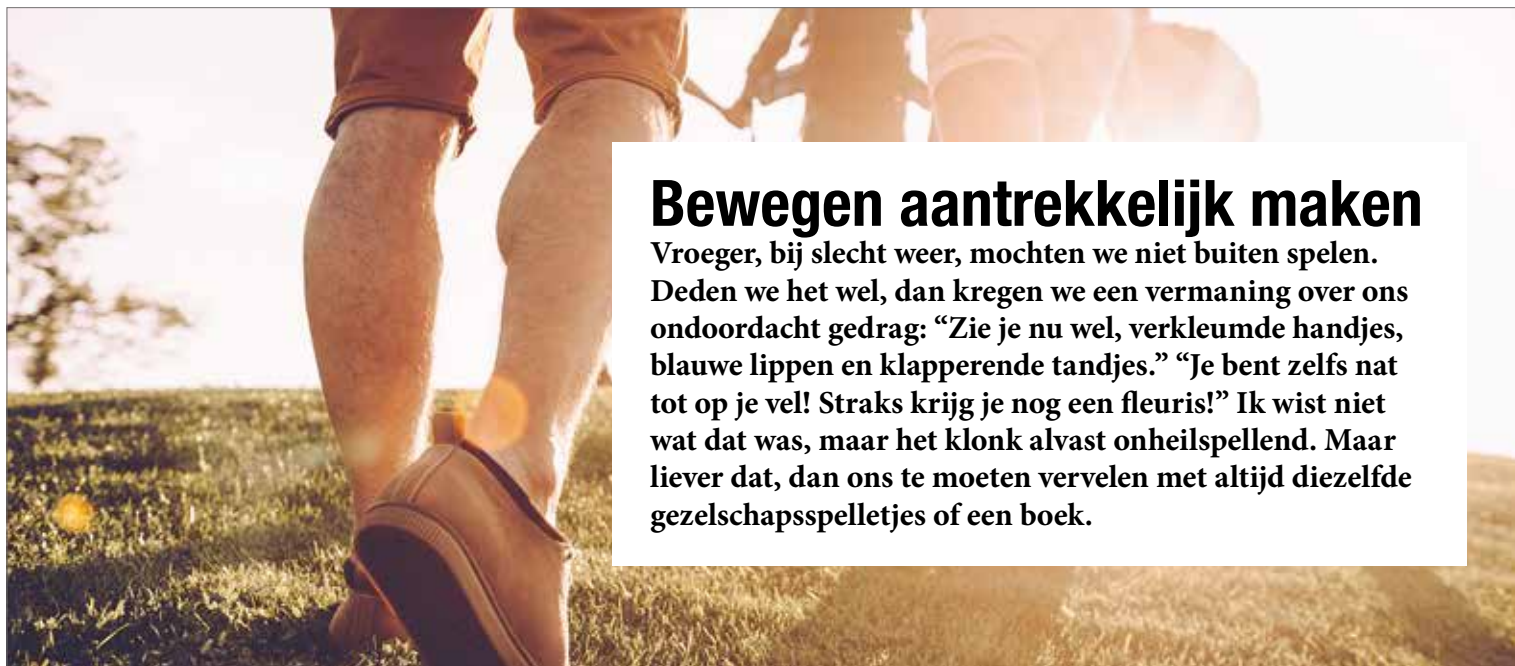 Bewegen aantrekkelijk maken
Vroeger, bij slecht weer, mochten we niet buiten spelen.
Deden we het wel, dan kregen we een vermaning over ons
ondoordacht gedrag: “Zie je nu wel, verkleumde handjes,
blauwe lippen en klapperende tandjes.” “Je bent zelfs nat
tot op je vel! Straks krijg je nog een fleuris!” Ik wist niet
wat dat was, maar het klonk alvast onheilspellend. Maar
liever dat, dan ons te moeten vervelen met altijd diezelfde
gezelschapsspelletjes of een boek.